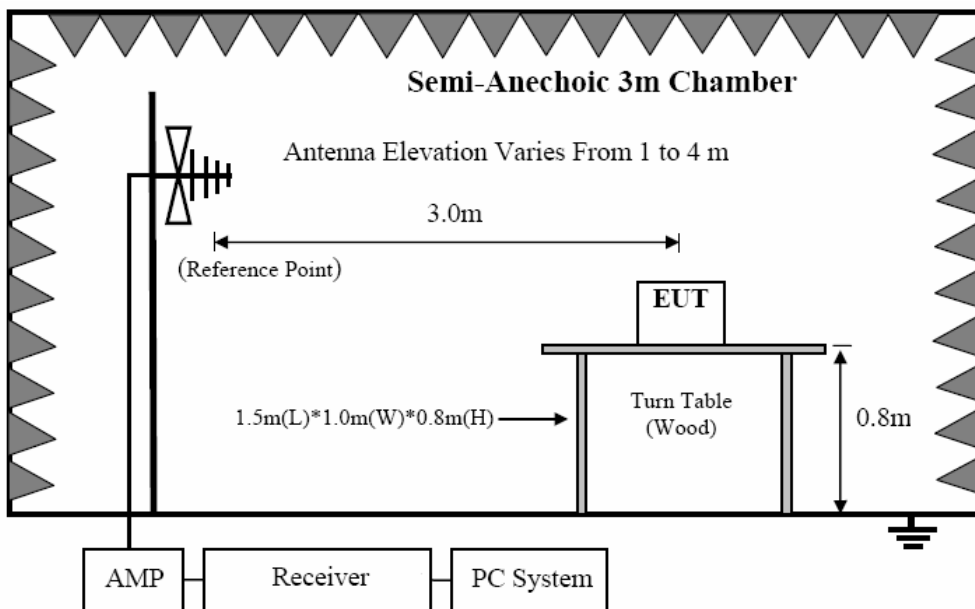 Semi-Anechoic 3m Chamber
Antenna Elevation Varies From 1 to 4 m
3.0m
(Reference Point)
EUT
1.5m(L)*1.0m(W)*0.8m(H)
Turn Table
(Wood)
0.8m
AMP
Receiver
PC System